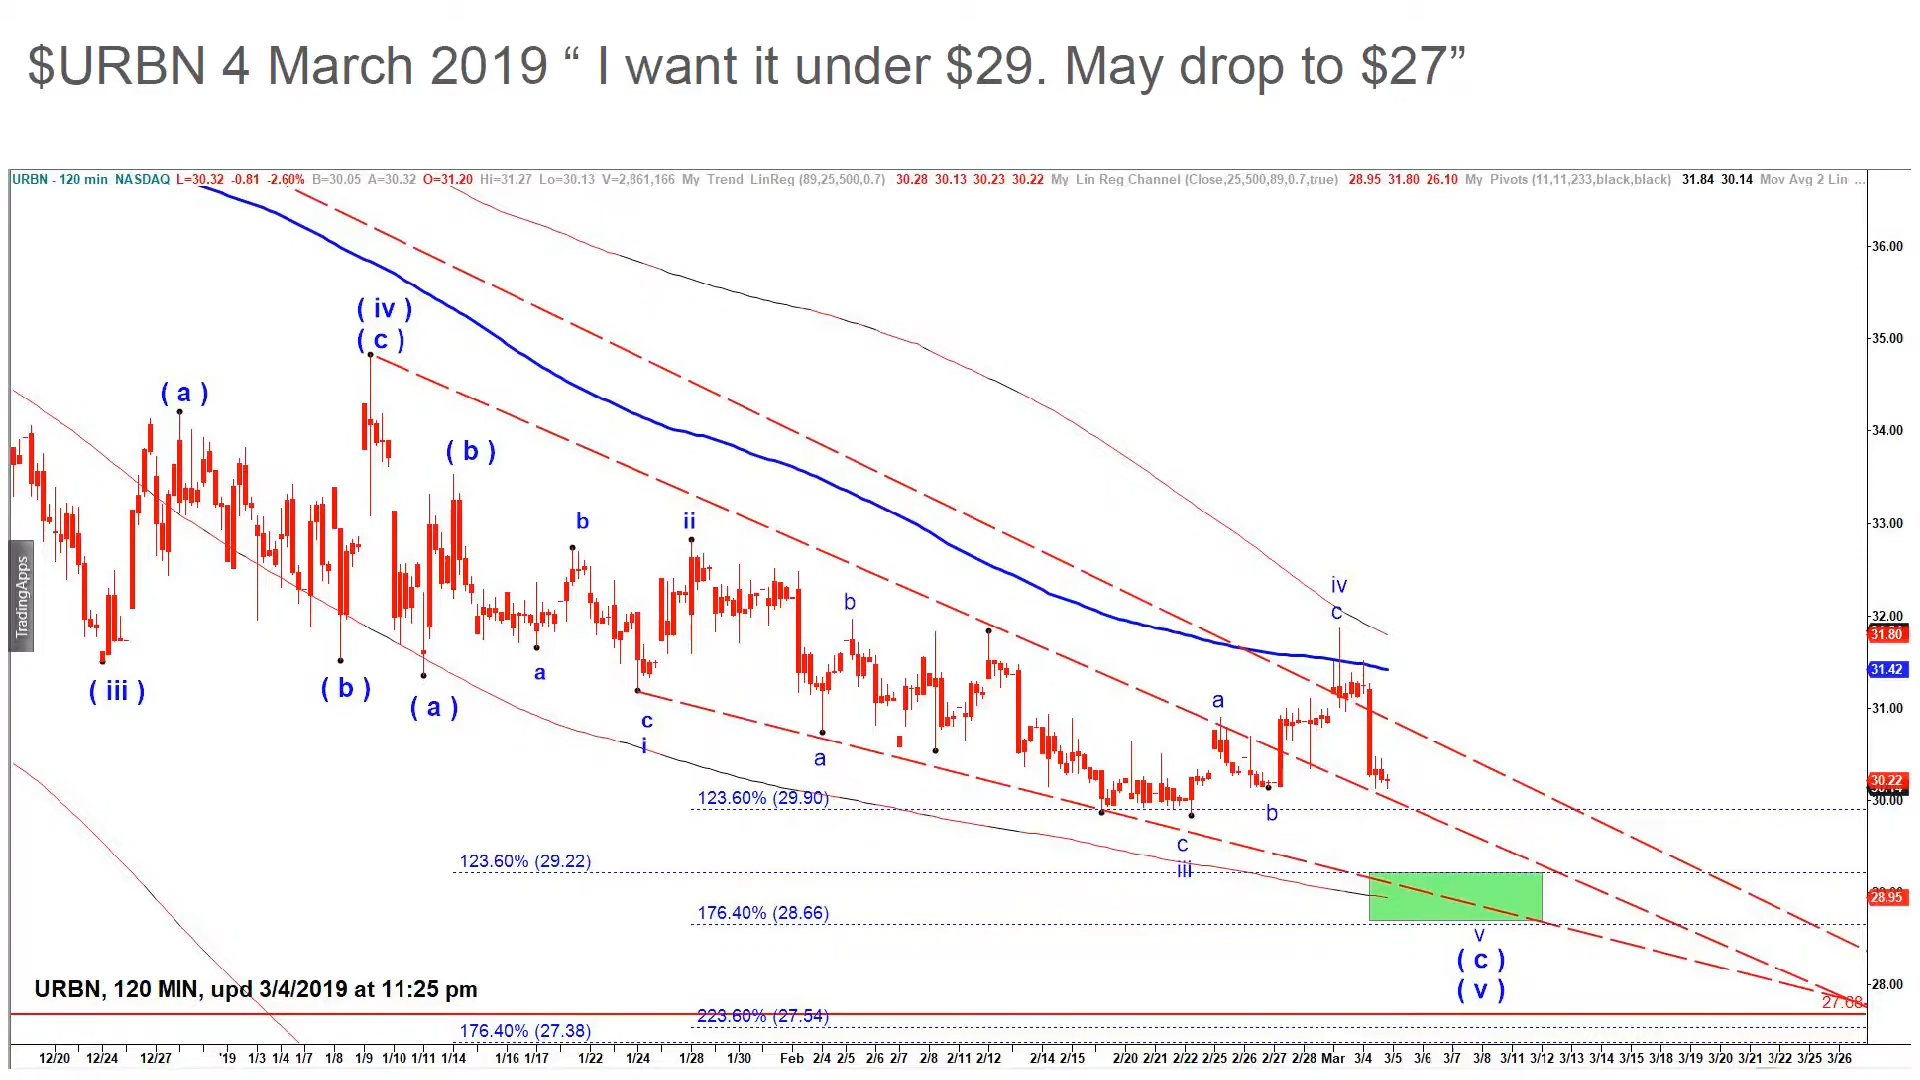 $URBN 4 March 2019 “ I want it under $29. May drop to $27”
URBN - 120 min NASDAQ L=30.32 -0.81 -2.60% B=30.05 A=30.32 O=31.20 Hi=31.27 Lo=30.13 V=2,861,166 My Trend LinReg (89,25,500,0.7) 30.28 30.13 30.23 30.22 My Lin Reg Channel (Close,25,500,89,0.7,true) 28.95 31.80 26.10 My Pivots (11,11,233,black,black) 31.84 30.14 Mov Avg 2 Lin ...
36.00
( iv )
( c )
35.00
( a )
34.00
( b )
b
ii
33.00
TradingApps
iv
b
c
32.00
31.80
31.42
a
( iii )
( b )
( a )
a
31.00
c
i
a
30.22
123.60% (29.90)
30.00
b
c
123.60% (29.22)
iii
28.95
176.40% (28.66)
v
( c )
( v )
28.00
URBN, 120 MIN, upd 3/4/2019 at 11:25 pm
27.68
223.60% (27.54)
176.40% (27.38)
12/20 12/24 12/27 '19 1/3 1/4 1/7 1/8 1/9 1/10 1/11 1/14 1/16 1/17 1/22 1/24 1/28 1/30 Feb 2/4 2/5 2/6 2/7 2/8 2/11 2/12 2/14 2/15 2/20 2/21 2/22 2/25 2/26 2/27 2/28 Mar 3/4 3/5 3/6 3/7 3/8 3/11 3/12 3/13 3/14 3/15 3/18 3/19 3/20 3/21 3/22 3/25 3/26